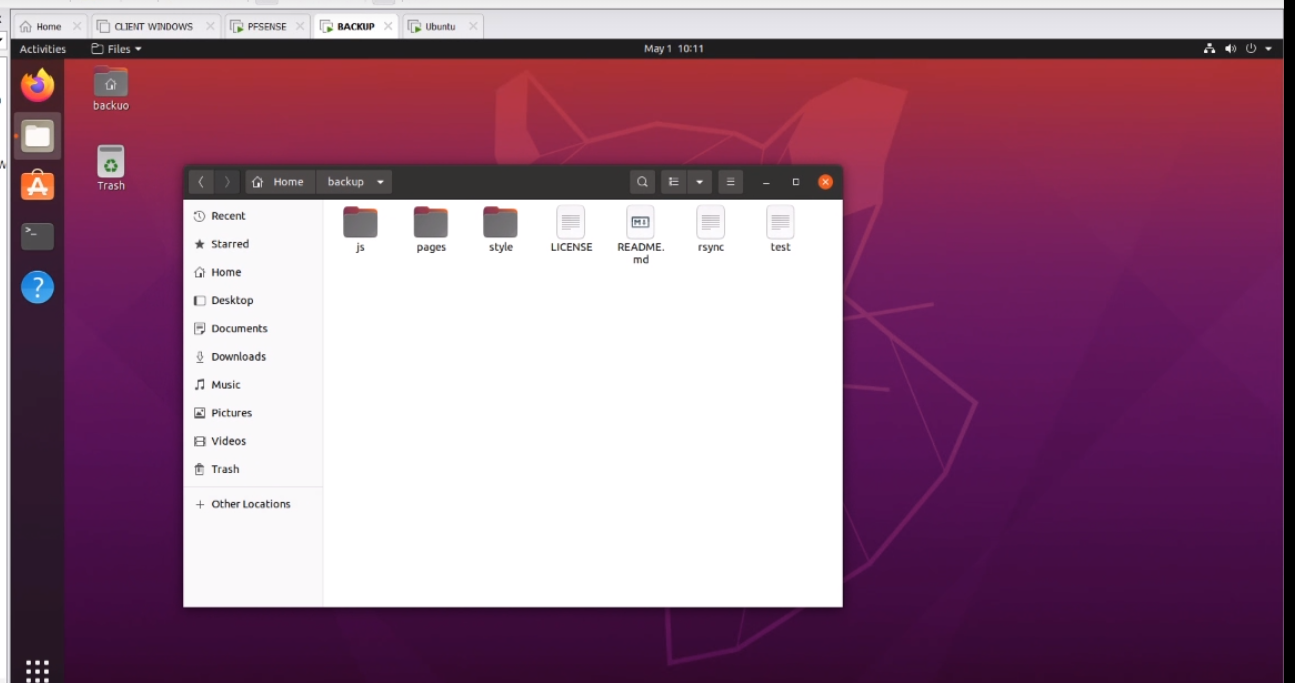 Home
CLIENT WINDOWS
PFSENSE
BACKUP
Ubuntu
Activities
Files
May 1 10:11
backuo
Trash
Home
backup
Recent
Starred
Home
Desktop
Documents
Downloads
Music
Pictures
Videos
Trash
+ Other Locations
js
pages
style
LICENSE
README.
md
rsync
test